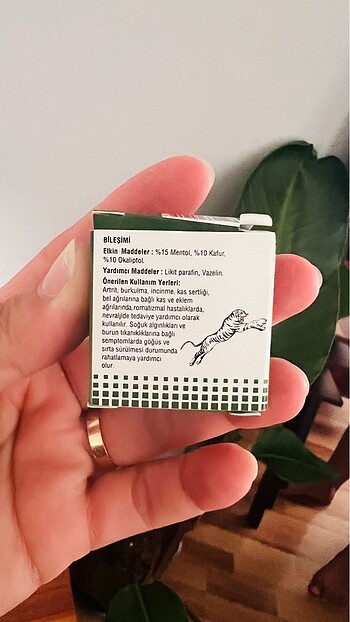 BİLEŞİMİ
Etkin Maddeler : %15 Mentol, %10 Kafur,
%10 Okaliptol.
Yardımcı Maddeler : Likit parafin, Vazelin.
Önerilen Kullanım Yerleri:
Artrit, burkulma, incinme, kas sertliği,
bel ağrılarına bağlı kas ve eklem
ağrılarında, romatizmal hastalıklarda,
nevraljide tedaviye yardımcı olarak
kullanılır. Soğuk algınlıkları ve
burun tıkanıklıklarına bağlı
semptomlarda göğüs ve
sırta sürülmesi durumunda
rahatlamaya yardımcı
olur.